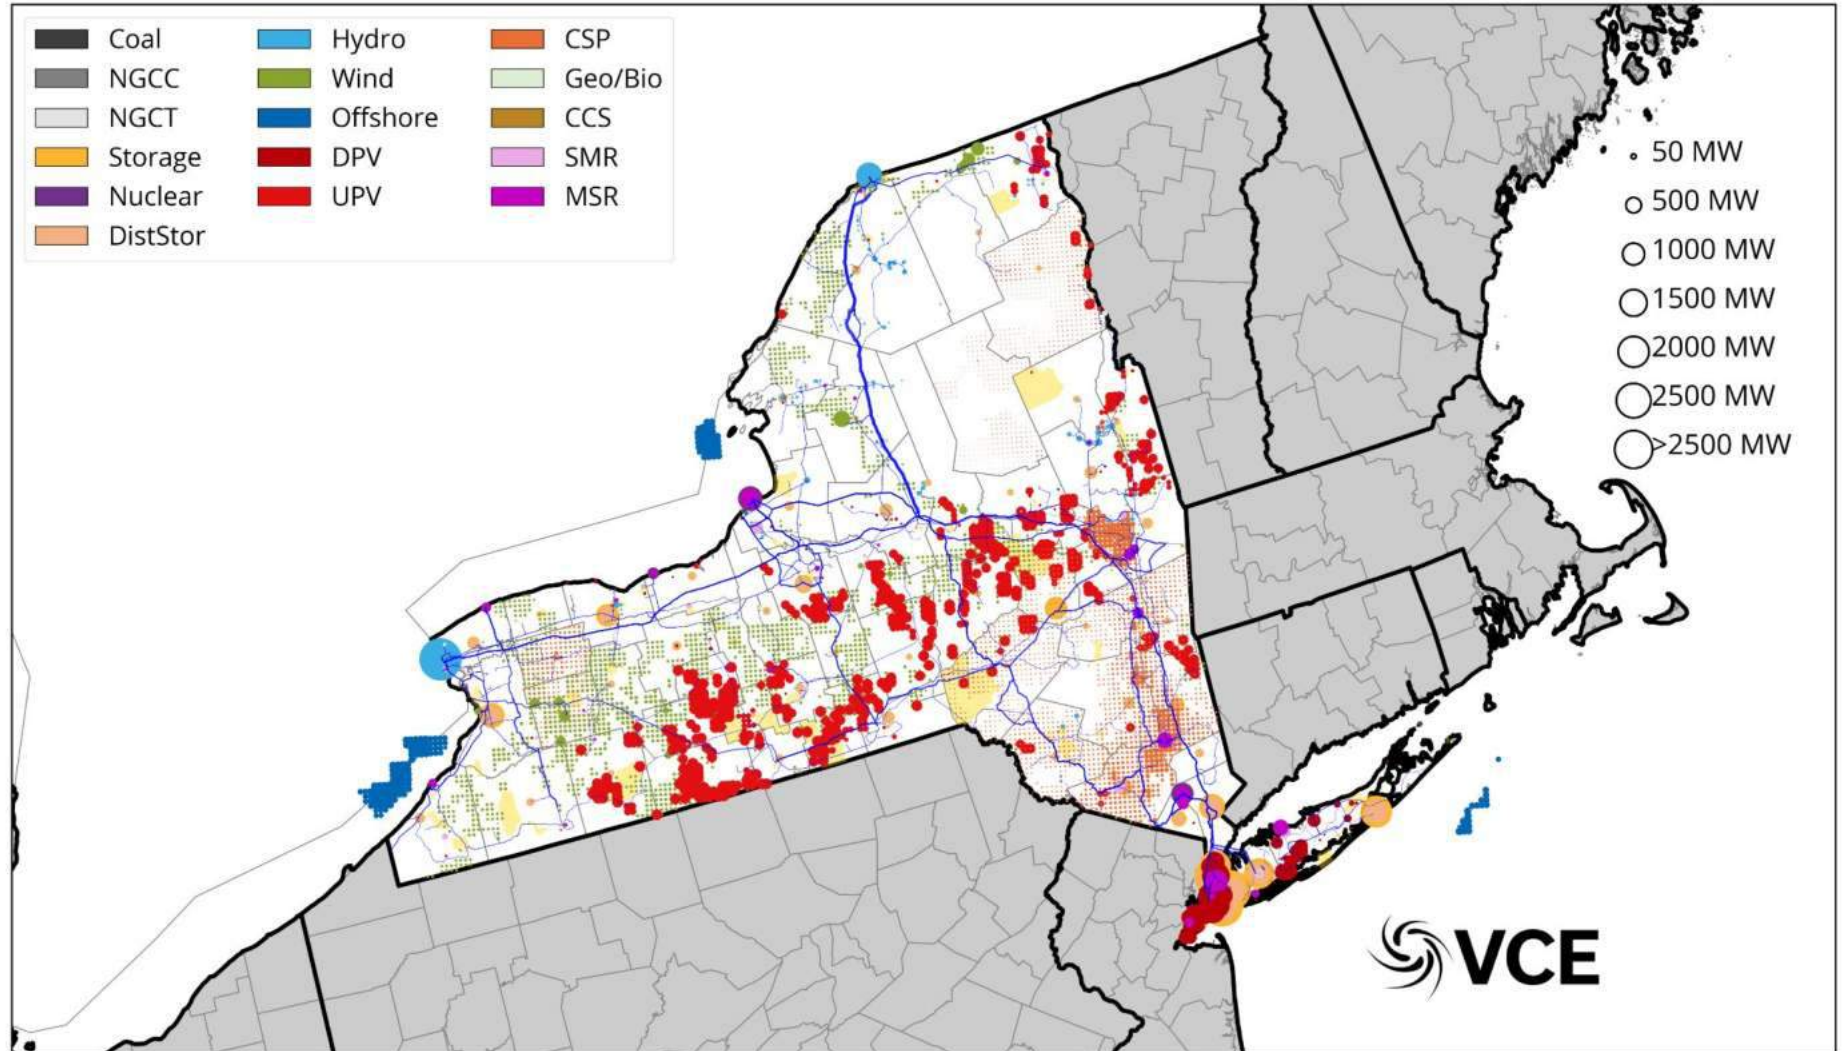 Coal
NGCC
NGCT
Storage
Nuclear
DistStor
Hydro
Wind
Offshore
DPV
UPV
CSP
Geo/Bio
CCS
SMR
MSR
50 MW
500 MW
1000 MW
1500 MW
2000 MW
2500 MW
>2500 MW
VCE